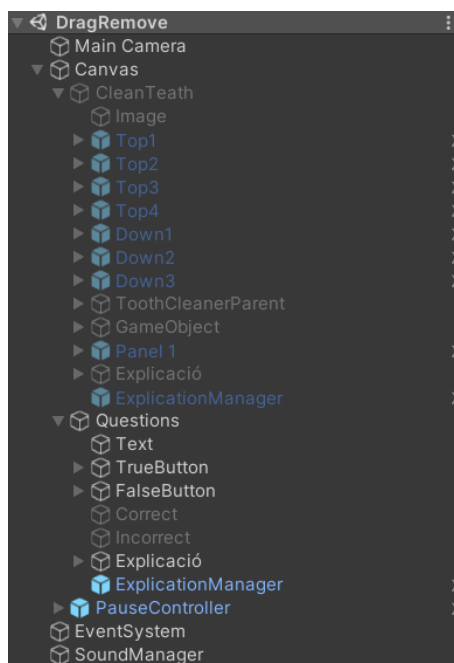 DragRemove
Main Camera
Canvas
CleanTeath
Image
Top1
Top2
Top3
Top4
Down1
Down2
Down3
ToothCleanerParent
GameObject
Panel 1
Explicació
ExplicationManager
Questions
Text
TrueButton
FalseButton
Correct
Incorrect
Explicació
ExplicationManager
PauseController
EventSystem
SoundManager